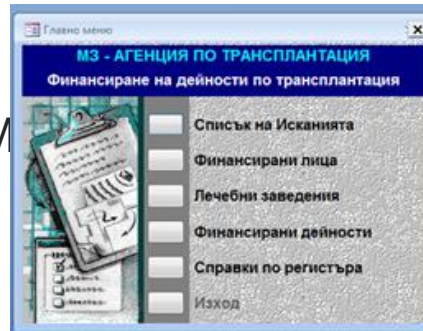 Главно меню
МЗ - АГЕНЦИЯ ПО ТРАНСПЛАНТАЦИЯ
Финансиране на дейности по трансплантация
М
Списък на Исканията
Финансирани лица
Лечебни заведения
Финансирани дейности
Справки по регистъра
Изход